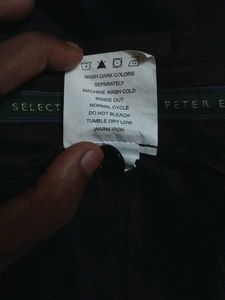 WASH DARK COLORS
SEPARATELY
MACHINE WASH COLD
INSIDE OUT
NORMAL CYCLE
DO NOT BLEACH
TUMBLE DRY LOW
WARM IRON
SELECT
PETER E